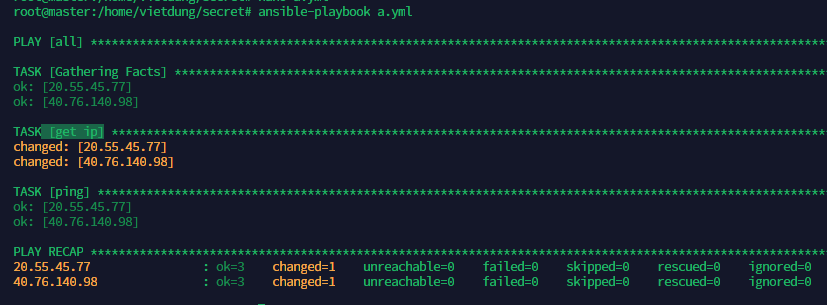 root@master:/home/vietdung/secret# ansible-playbook a.yml
PLAY [all] ****************************************************************************************************
TASK [Gathering Facts] ****************************************************************************************
ok: [20.55.45.77]
ok: [40.76.140.98]
TASK [get ip] *************************************************************************************************
changed: [20.55.45.77]
changed: [40.76.140.98]
TASK [ping] ***************************************************************************************************
ok: [20.55.45.77]
ok: [40.76.140.98]
PLAY RECAP ****************************************************************************************************
20.55.45.77 : ok=3 changed=1 unreachable=0 failed=0 skipped=0 rescued=0 ignored=0
40.76.140.98 : ok=3 changed=1 unreachable=0 failed=0 skipped=0 rescued=0 ignored=0